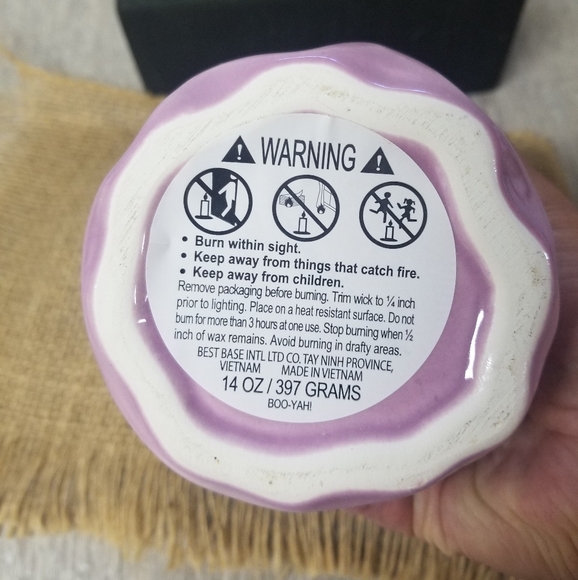 WARNING
• Burn within sight.
• Keep away from things that catch fire.
• Keep away from children.
Remove packaging before burning. Trim wick to ¼ inch
prior to lighting. Place on a heat resistant surface. Do not
burn for more than 3 hours at one use. Stop burning when ½
inch of wax remains. Avoid burning in drafty areas.
BEST BASE INTL LTD CO. TAY NINH PROVINCE,
VIETNAM MADE IN VIETNAM
14 OZ / 397 GRAMS
BOO-YAH!